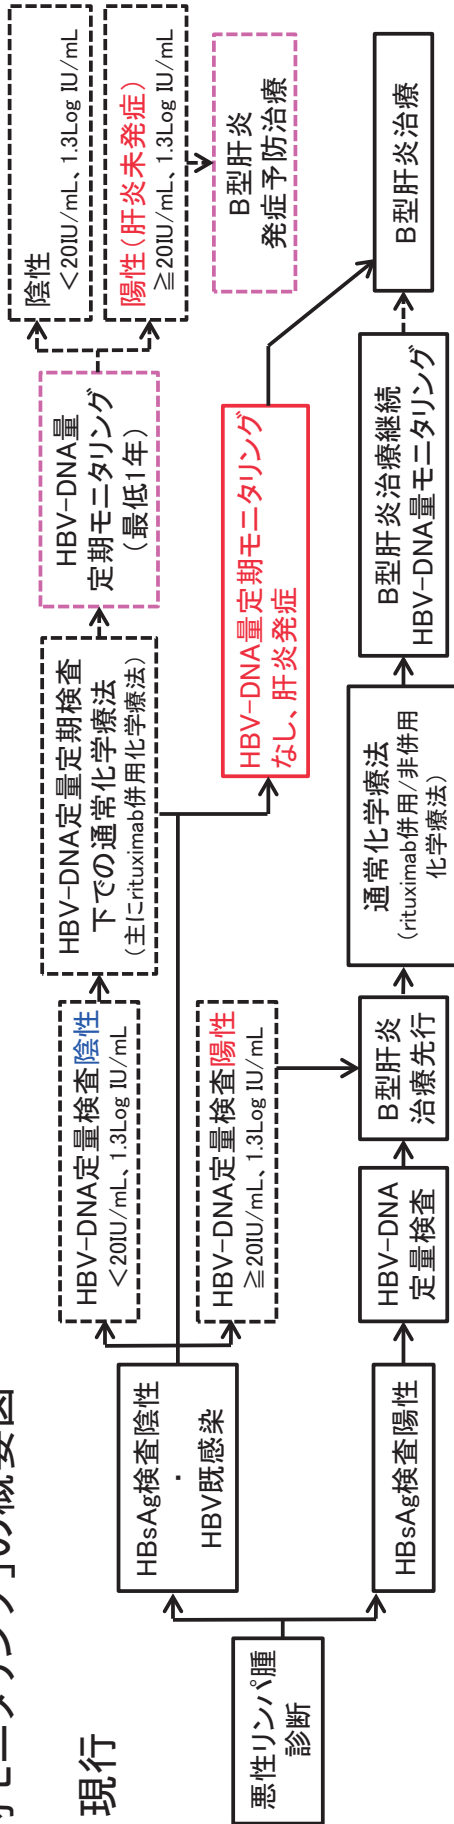 期モニタリング」の概要図
現行
悪性リンパ腫
診断
HBsAg検査陰性
・
HBV既感染
HBsAg検査陽性
HBV-DNA定量検査陰性
＜20IU/mL、1.3Log IU/mL
HBV-DNA定量検査陽性
≧20IU/mL、1.3Log IU/mL
HBV-DNA
定量検査
B型肝炎
治療先行
HBV-DNA定量定期検査
下での通常化学療法
(主にrituximab併用化学療法)
HBV-DNA量定期モニタリング
なし、肝炎発症
通常化学療法
(rituximab併用/非併用
化学療法)
HBV-DNA量
定期モニタリング
(最低1年)
B型肝炎治療継続
HBV-DNA量モニタリング
陰性
＜20IU/mL、1.3Log IU/mL
陽性(肝炎未発症)
≧20IU/mL、1.3Log IU/mL
B型肝炎
発症予防治療
B型肝炎治療